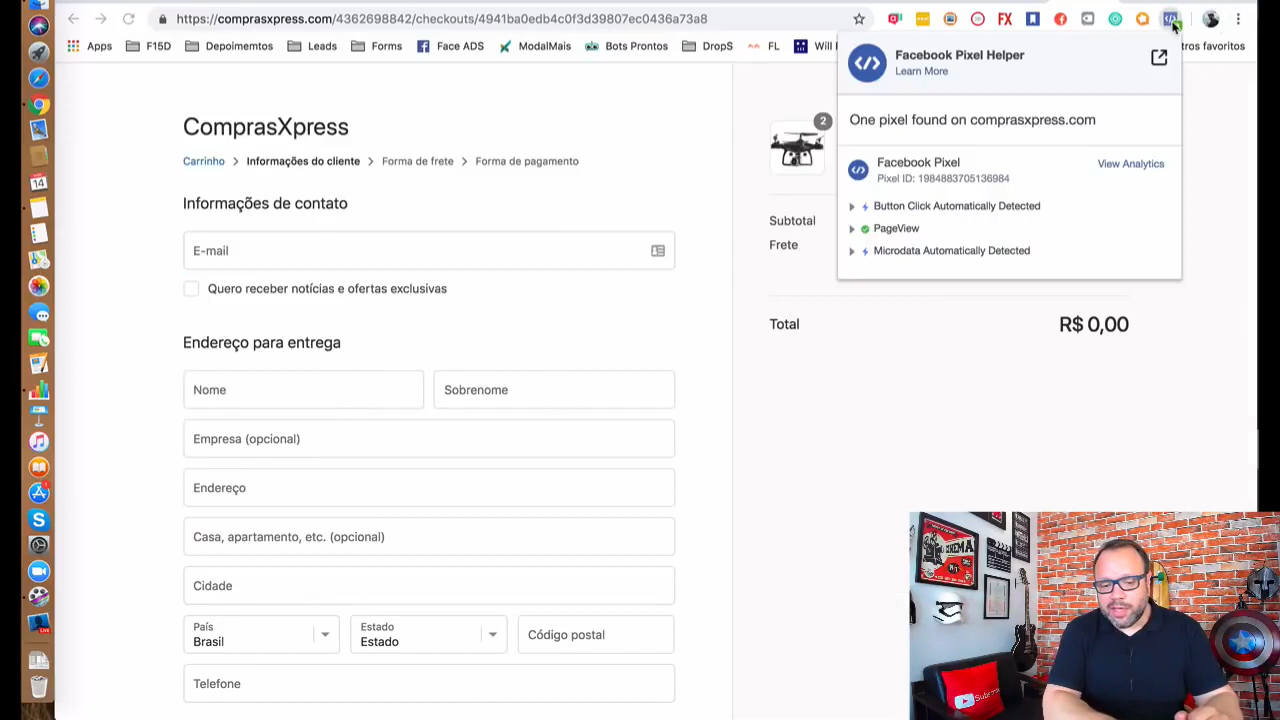 https://comprasxpress.com/4362698842/checkouts/4941ba0edb4c0f3d39807ec0436a73a8
Apps F15D Depoimentos Leads Forms Face ADS ModalMais Bots Prontos DropS FL Will tros favoritos
Facebook Pixel Helper
Learn More
One pixel found on comprasxpress.com
Facebook Pixel
View Analytics
Pixel ID: 1984883705136984
Button Click Automatically Detected
PageView
Microdata Automatically Detected
ComprasXpress
Carrinho > Informações do cliente > Forma de frete > Forma de pagamento
Informações de contato
E-mail
Quero receber notícias e ofertas exclusivas
Endereço para entrega
Nome
Sobrenome
Empresa (opcional)
Endereço
Casa, apartamento, etc. (opcional)
Cidade
País
Brasil
Estado
Estado
Código postal
Telefone
2
Subtotal
Frete
Total
R$ 0,00
14
FX
CINEMA